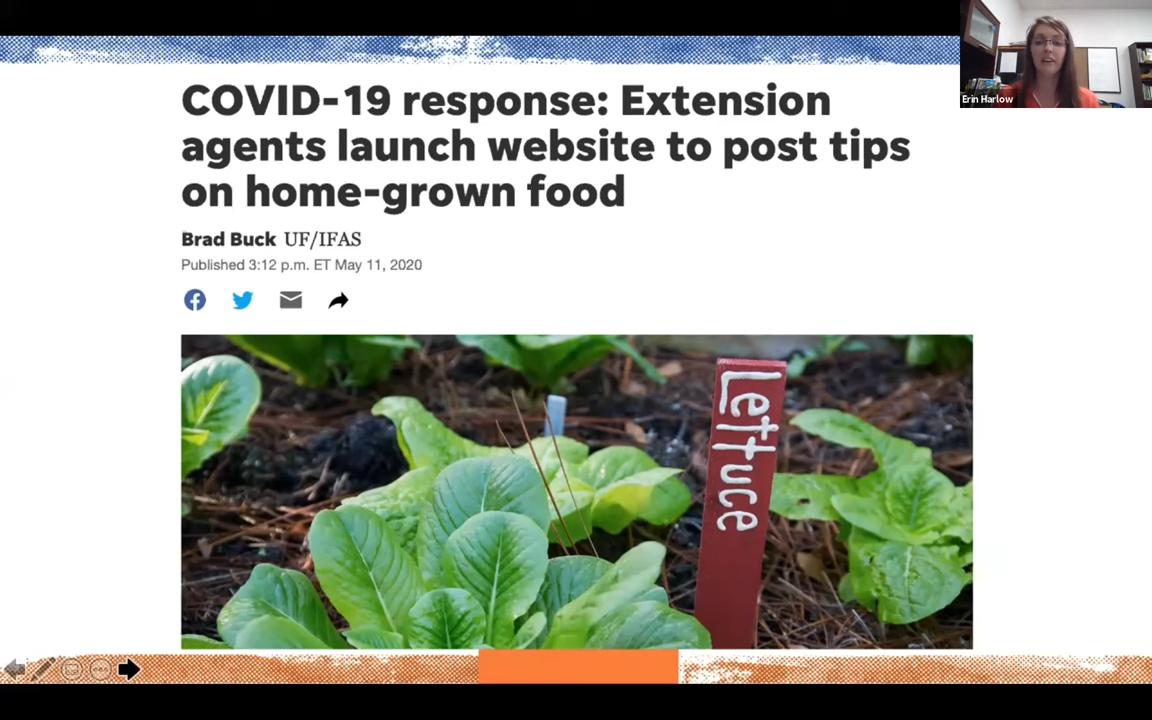 COVID-19 response: Extension
agents launch website to post tips
on home-grown food
Brad Buck UF/IFAS
Published 3:12 p.m. ET May 11, 2020
Lettuce
Erin Harlow